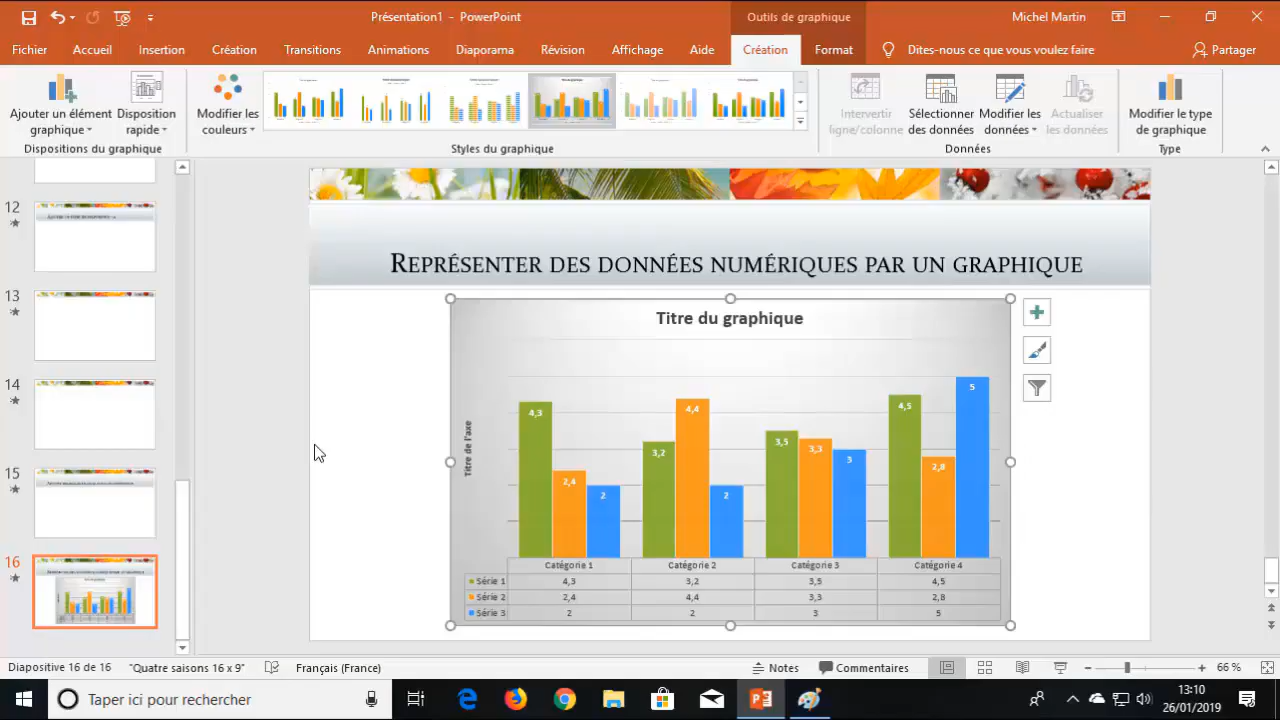 Présentation1 - PowerPoint
Outils de graphique
Michel Martin
Fichier Accueil Insertion Création Transitions Animations Diaporama Révision Affichage Aide Création Format Dites-nous ce que vous voulez faire Partager
Ajouter un élément graphique
Disposition rapide
Modifier les couleurs
Intervertir ligne/colonne
Sélectionner des données
Modifier les données
Actualiser les données
Modifier le type de graphique
Dispositions du graphique Styles du graphique Données Type
12
13
14
15
16
Représenter des données numériques par un graphique
Titre du graphique
Titre de l'axe
4,3 2,4 2 3,2 4,4 2 3,5 3,3 3 4,5 2,8 5
Catégorie 1 Catégorie 2 Catégorie 3 Catégorie 4
Série 1 4,3 3,2 3,5 4,5
Série 2 2,4 4,4 3,3 2,8
Série 3 2 2 3 5
Diapositive 16 de 16 "Quatre saisons 16 x 9" Français (France) Notes Commentaires 66 %
Taper ici pour rechercher
13:10
26/01/2019